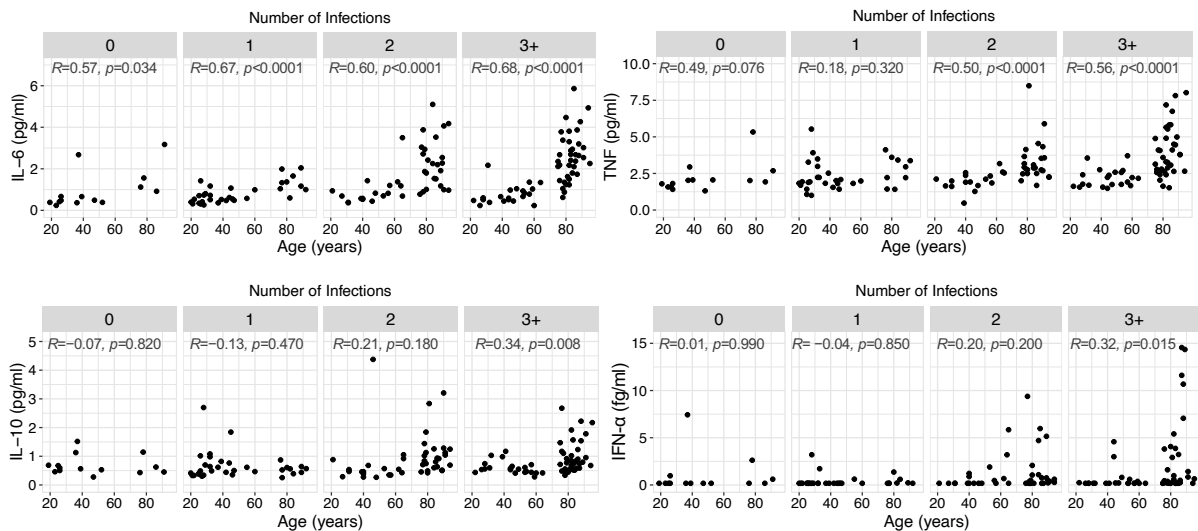 Number of Infections
0 1 2 3+
R=0.57, p=0.034 R=0.67, p<0.0001 R=0.60, p<0.0001 R=0.68, p<0.0001
6
4
2
0
IL−6 (pg/ml)
20 40 60 80 20 40 60 80 20 40 60 80 20 40 60 80
Age (years)
Number of Infections
0 1 2 3+
10.0
R=0.49, p=0.076 R=0.18, p=0.320 R=0.50, p<0.0001 R=0.56, p<0.0001
7.5
5.0
2.5
0.0
TNF (pg/ml)
20 40 60 80 20 40 60 80 20 40 60 80 20 40 60 80
Age (years)
Number of Infections
0 1 2 3+
5
R=−0.07, p=0.820 R=−0.13, p=0.470 R=0.21, p=0.180 R=0.34, p=0.008
4
3
2
1
0
IL−10 (pg/ml)
20 40 60 80 20 40 60 80 20 40 60 80 20 40 60 80
Age (years)
Number of Infections
0 1 2 3+
15
R=0.01, p=0.990 R= −0.04, p=0.850 R=0.20, p=0.200 R=0.32, p=0.015
10
5
0
IFN-α (fg/ml)
20 40 60 80 20 40 60 80 20 40 60 80 20 40 60 80
Age (years)